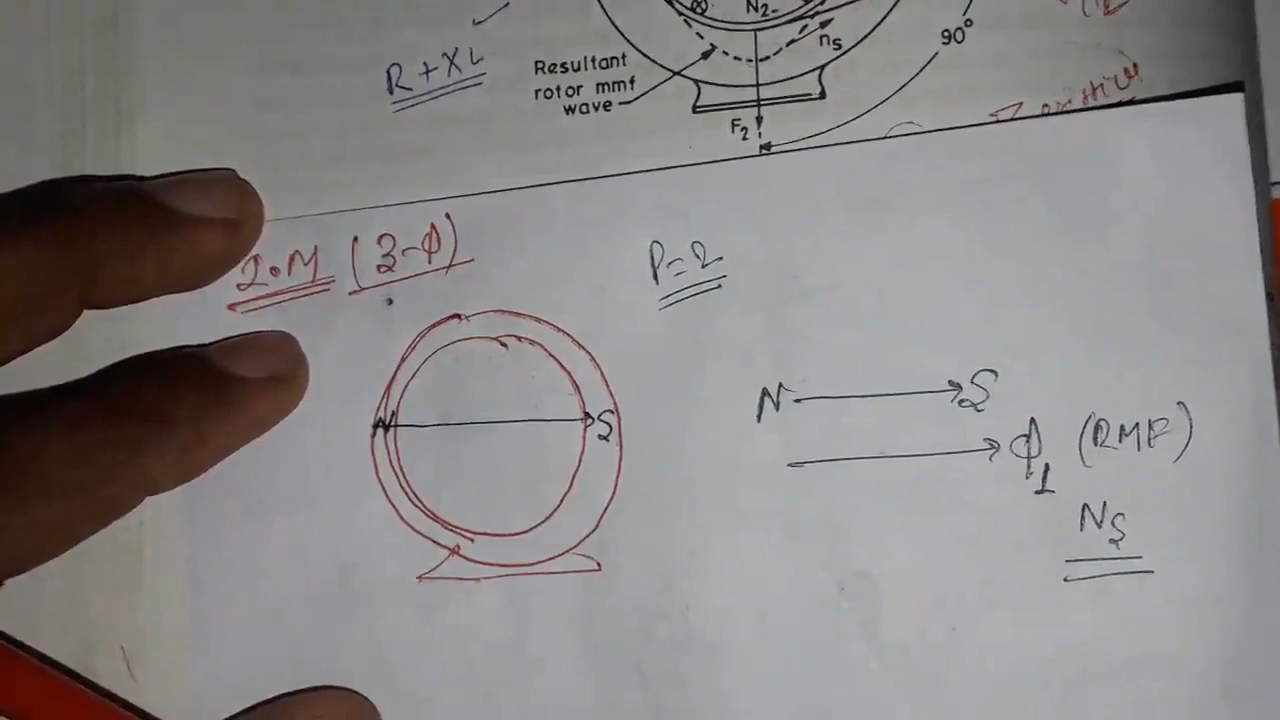 N2
nS
90°
R + XL
Resultant
rotor mmf
wave
F2
I.M (3-ϕ)
P=2
N S
N S
ϕ1 (RMF)
NS